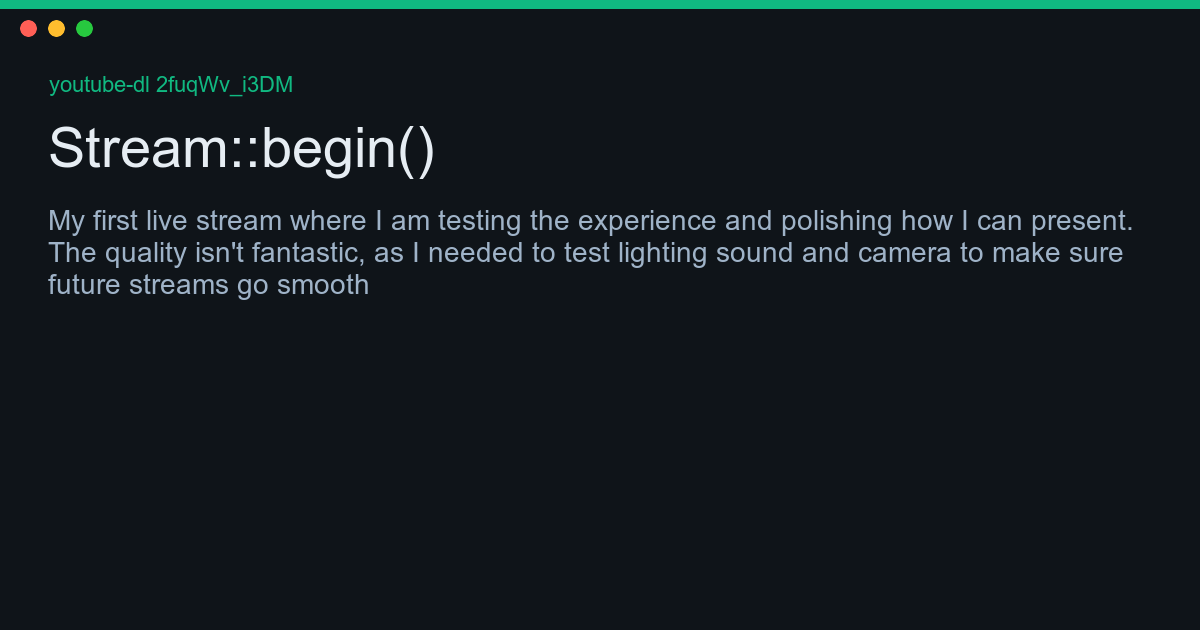 youtube-dl 2fuqWv_i3DM
Stream::begin()
My first live stream where I am testing the experience and polishing how I can present.
The quality isn't fantastic, as I needed to test lighting sound and camera to make sure
future streams go smooth